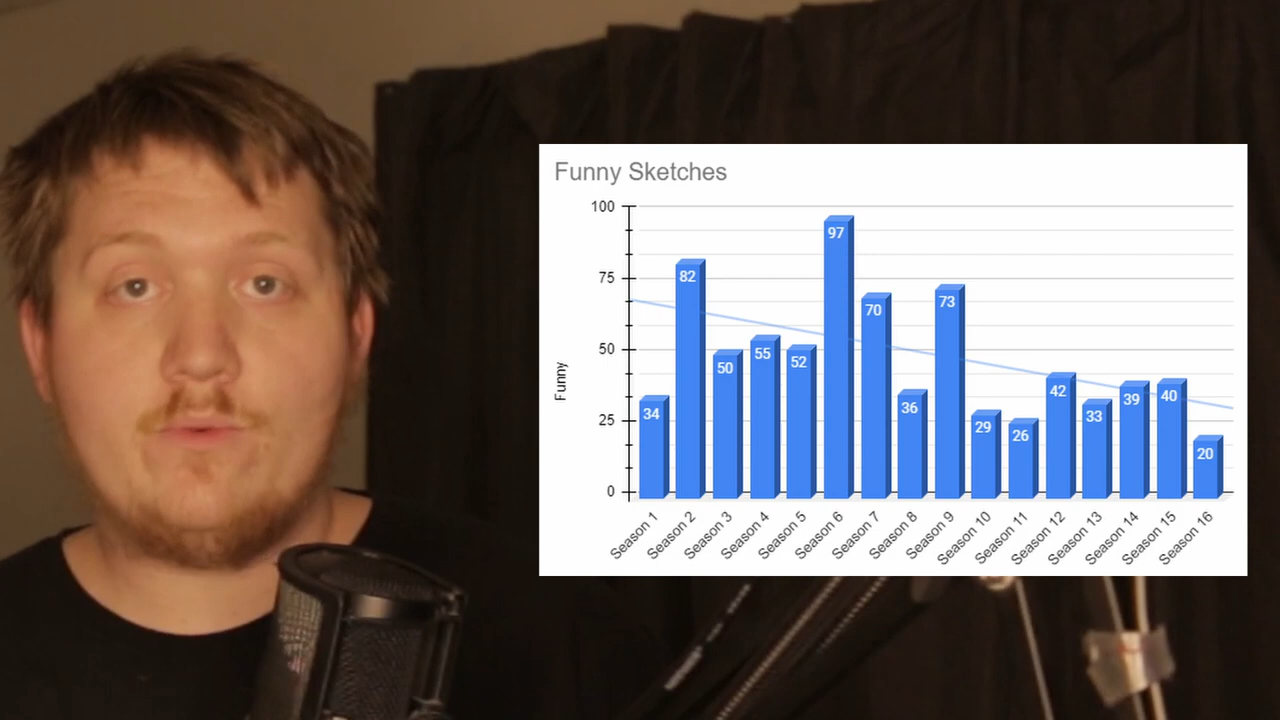 Funny Sketches
100
75
50
25
0
Funny
34
82
50
55
52
97
70
36
73
29
26
42
33
39
40
20
Season 1
Season 2
Season 3
Season 4
Season 5
Season 6
Season 7
Season 8
Season 9
Season 10
Season 11
Season 12
Season 13
Season 14
Season 15
Season 16